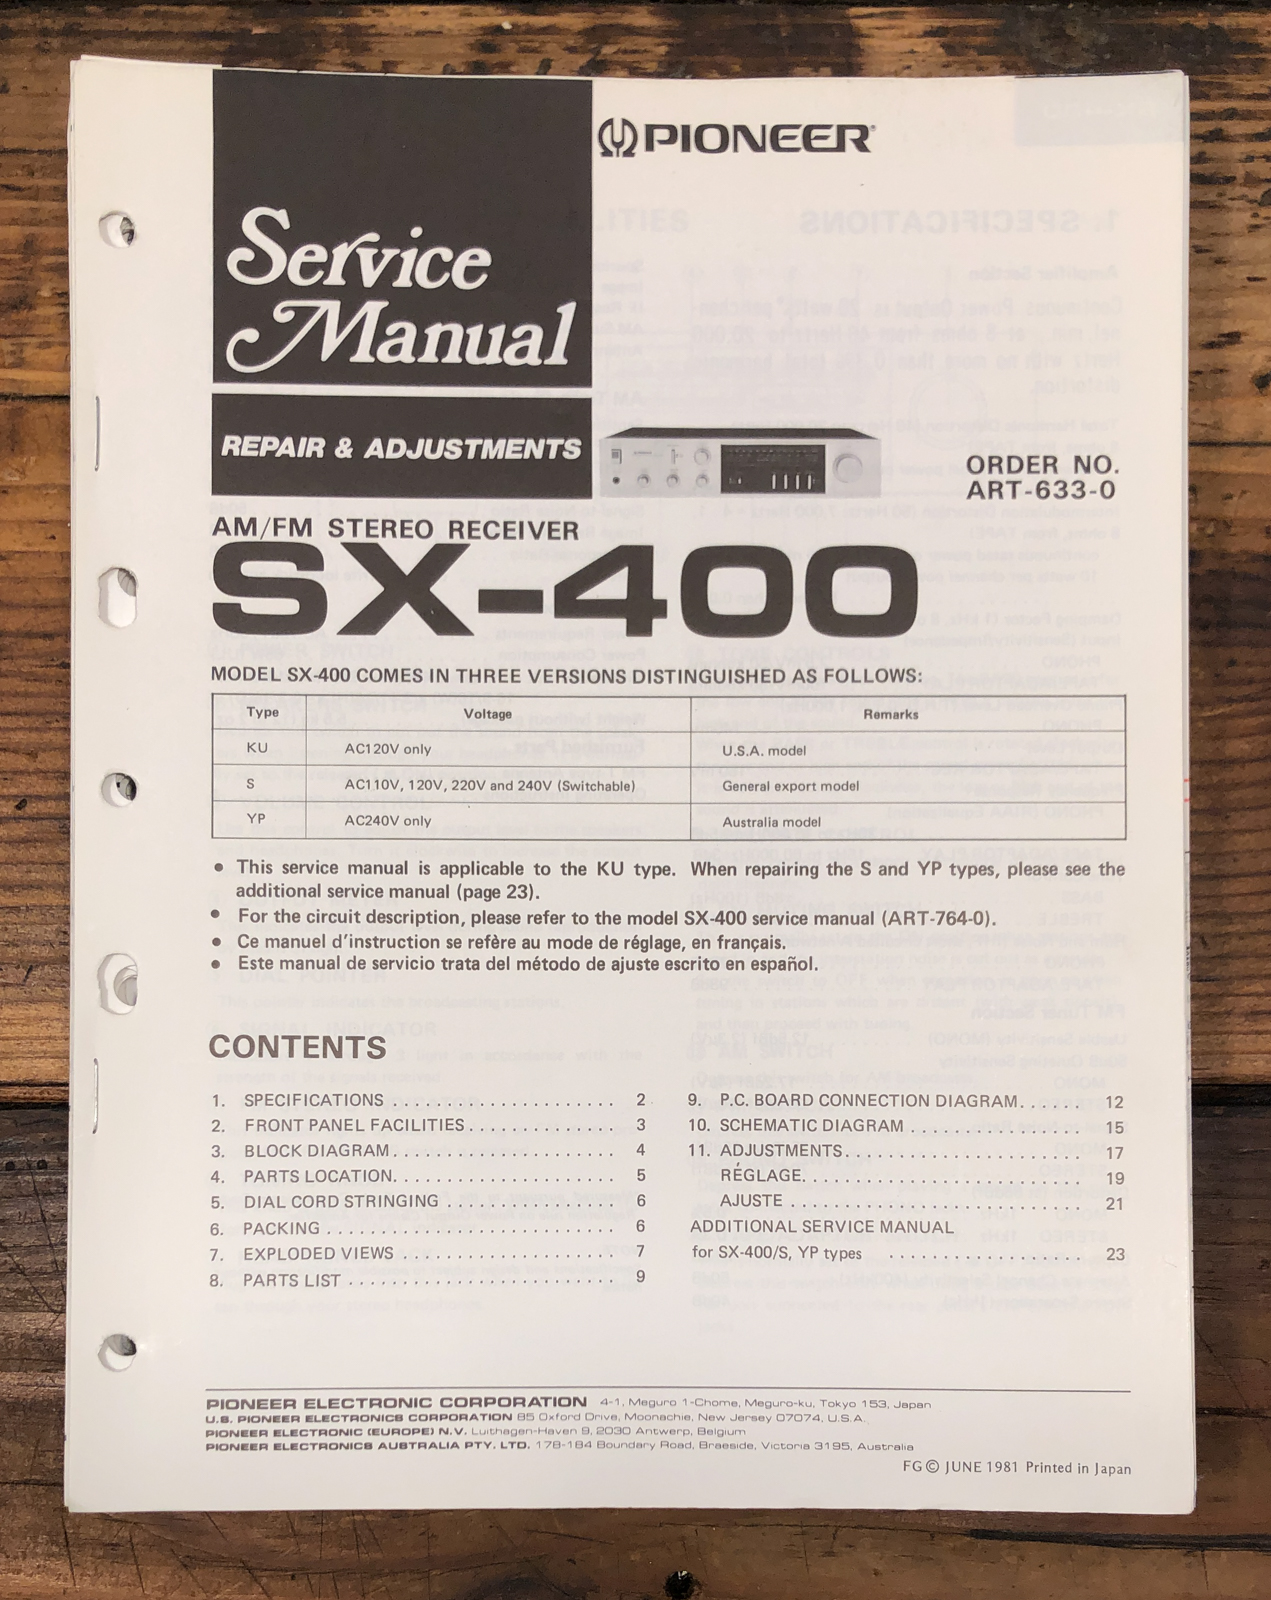 PIONEER®
Service
Manual
REPAIR & ADJUSTMENTS
ORDER NO.
ART-633-0
AM/FM STEREO RECEIVER
SX-400
MODEL SX-400 COMES IN THREE VERSIONS DISTINGUISHED AS FOLLOWS:
Type Voltage Remarks
KU AC120V only U.S.A. model
S AC110V, 120V, 220V and 240V (Switchable) General export model
YP AC240V only Australia model
● This service manual is applicable to the KU type. When repairing the S and YP types, please see the
additional service manual (page 23).
● For the circuit description, please refer to the model SX-400 service manual (ART-764-0).
● Ce manuel d'instruction se refère au mode de réglage, en français.
● Este manual de servicio trata del método de ajuste escrito en español.
CONTENTS
1. SPECIFICATIONS . . . . . . . . . . . . . . . . . . . . 2
2. FRONT PANEL FACILITIES . . . . . . . . . . . . . 3
3. BLOCK DIAGRAM . . . . . . . . . . . . . . . . . . . . 4
4. PARTS LOCATION. . . . . . . . . . . . . . . . . . . . 5
5. DIAL CORD STRINGING . . . . . . . . . . . . . . . 6
6. PACKING . . . . . . . . . . . . . . . . . . . . . . . . . . 6
7. EXPLODED VIEWS . . . . . . . . . . . . . . . . . . . 7
8. PARTS LIST . . . . . . . . . . . . . . . . . . . . . . . . 9
9. P.C. BOARD CONNECTION DIAGRAM. . . . . . 12
10. SCHEMATIC DIAGRAM . . . . . . . . . . . . . . . . 15
11. ADJUSTMENTS. . . . . . . . . . . . . . . . . . . . . 17
RÉGLAGE. . . . . . . . . . . . . . . . . . . . . . . . . 19
AJUSTE . . . . . . . . . . . . . . . . . . . . . . . . . . 21
ADDITIONAL SERVICE MANUAL
for SX-400/S, YP types . . . . . . . . . . . . . . . . . 23
PIONEER ELECTRONIC CORPORATION 4-1, Meguro 1-Chome, Meguro-ku, Tokyo 153, Japan
U.S. PIONEER ELECTRONICS CORPORATION 85 Oxford Drive, Moonachie, New Jersey 07074, U.S.A.
PIONEER ELECTRONIC (EUROPE) N.V. Luithagen-Haven 9, 2030 Antwerp, Belgium
PIONEER ELECTRONICS AUSTRALIA PTY. LTD. 178-184 Boundary Road, Braeside, Victoria 3195, Australia
FG © JUNE 1981 Printed in Japan